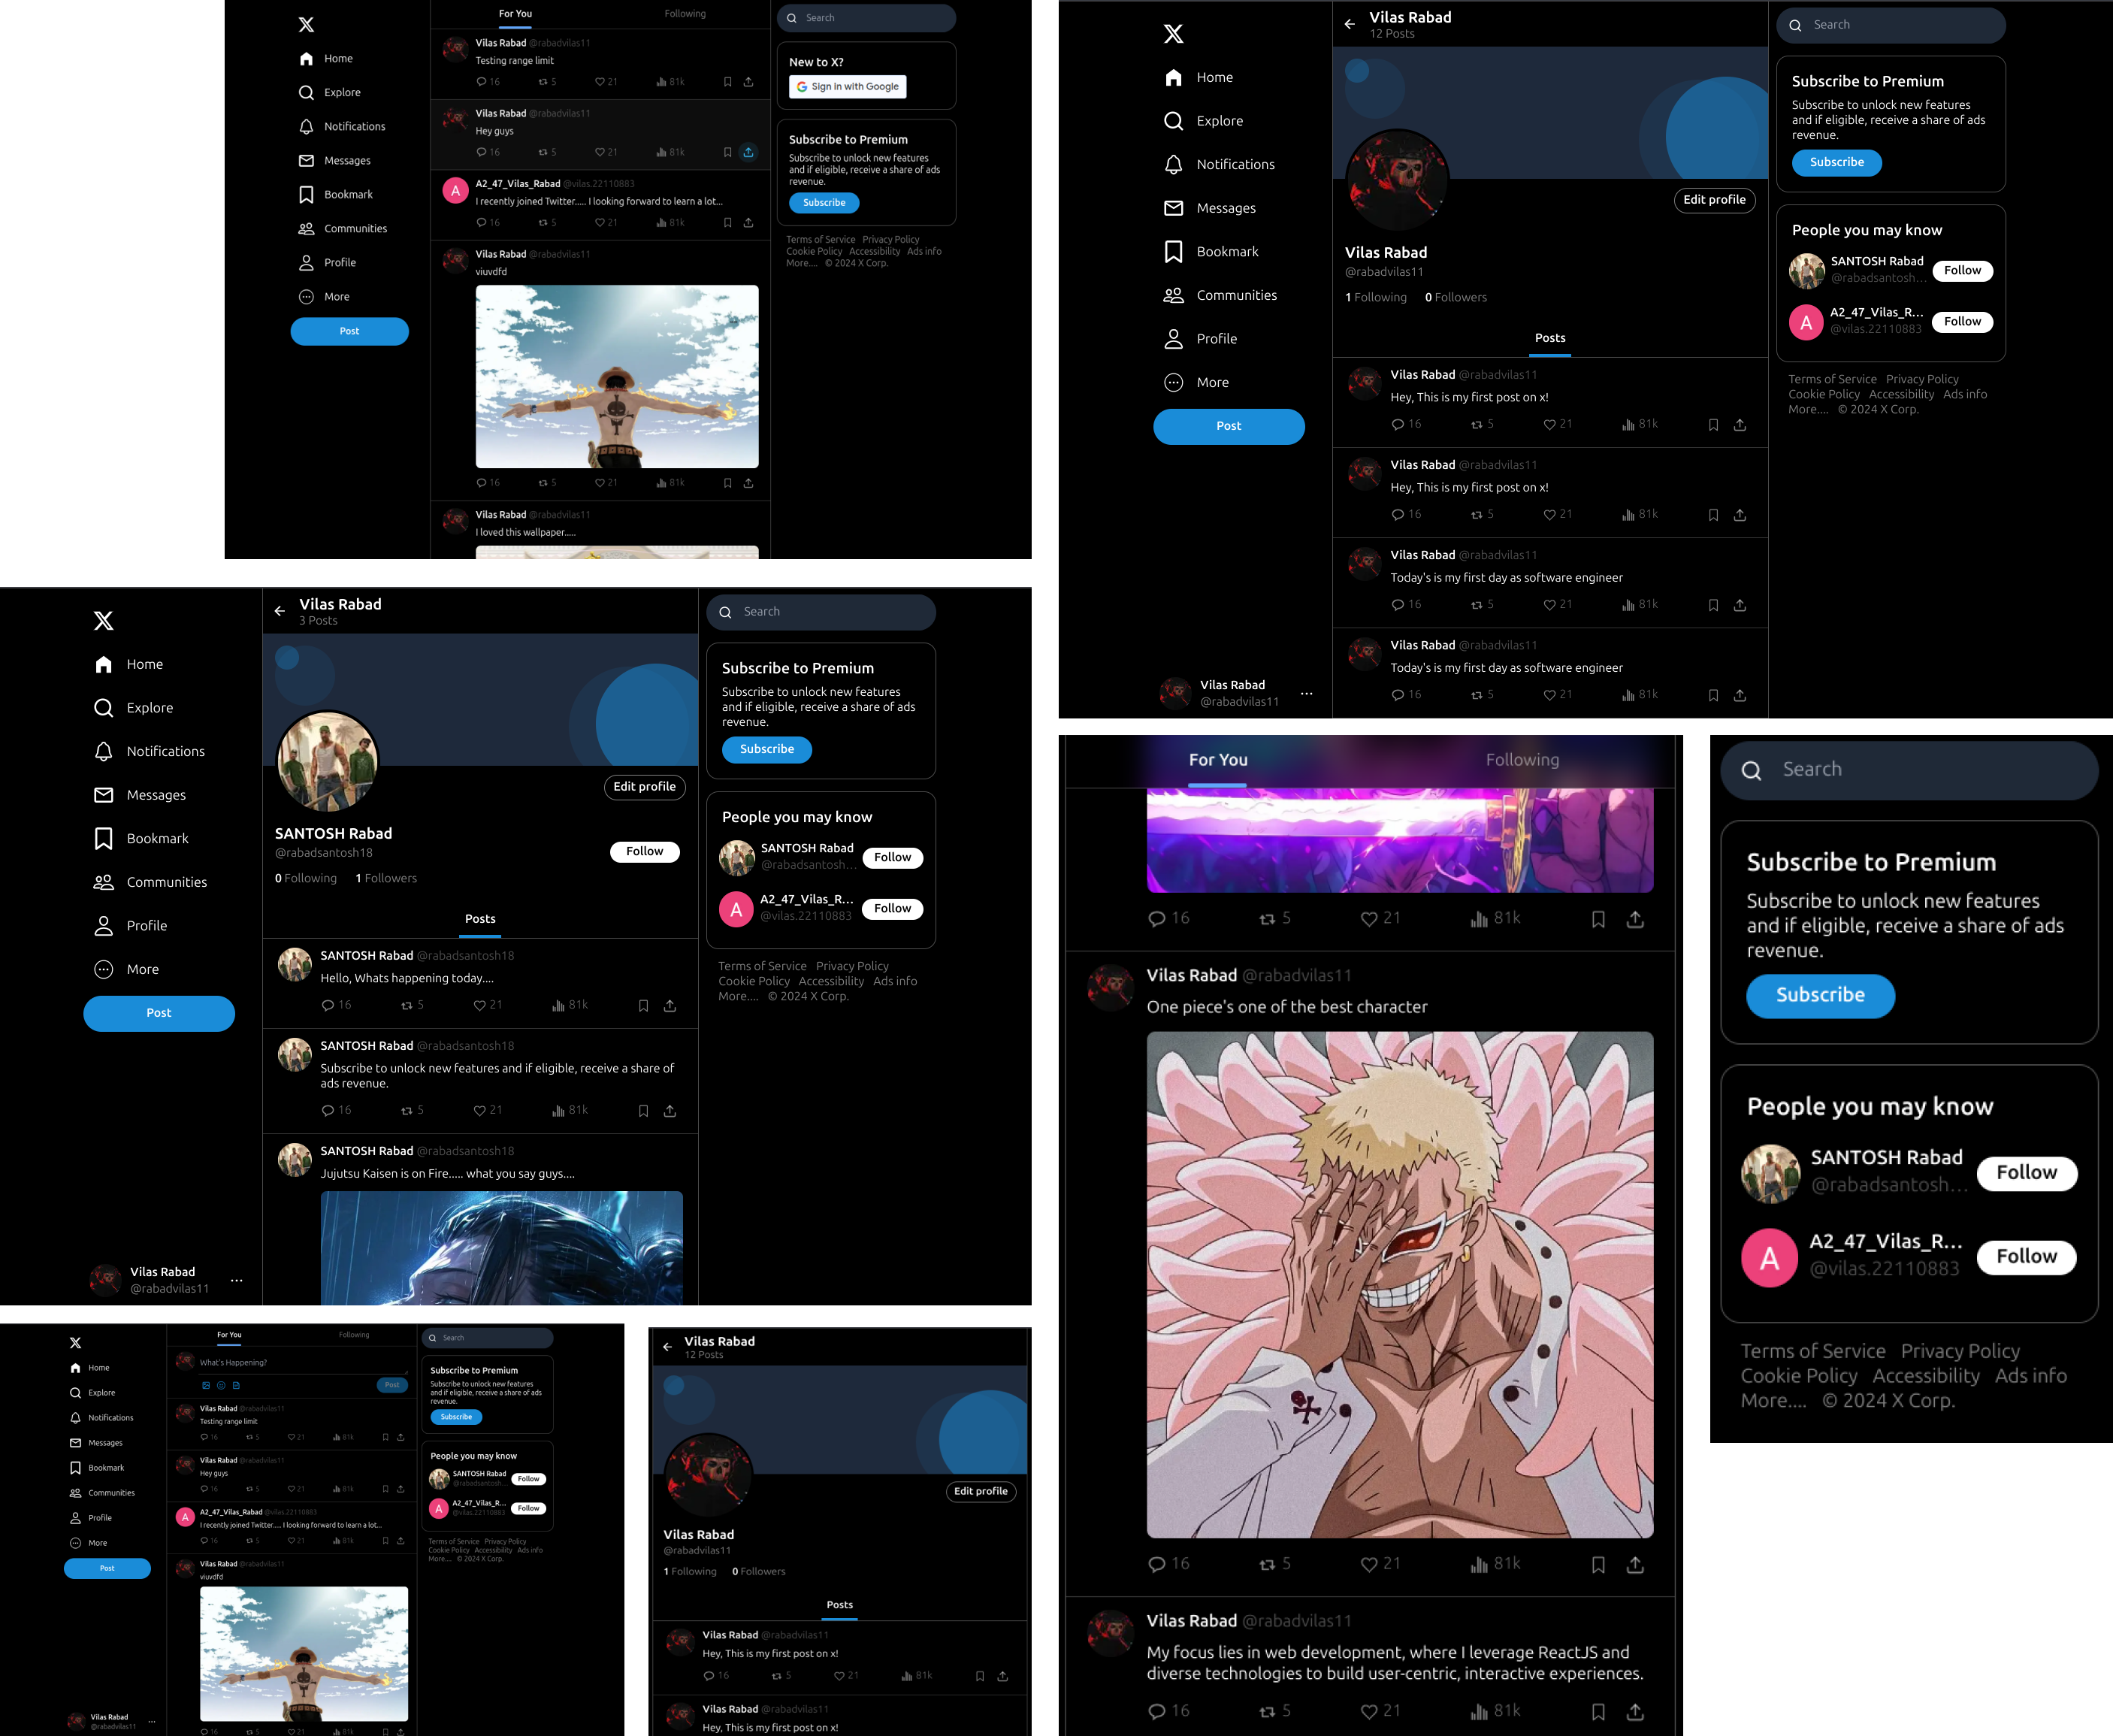 Home
Explore
Notifications
Messages
Bookmark
Communities
Profile
More
Post
For You Following
Vilas Rabad @rabadvilas11
Testing range limit
16 5 21 81k
Vilas Rabad @rabadvilas11
Hey guys
16 5 21 81k
A
A2_47_Vilas_Rabad @vilas.22110883
I recently joined Twitter..... I looking forward to learn a lot...
16 5 21 81k
Vilas Rabad @rabadvilas11
viuvdfd
16 5 21 81k
Vilas Rabad @rabadvilas11
I loved this wallpaper.....
Search
New to X?
Sign in with Google
Subscribe to Premium
Subscribe to unlock new features
and if eligible, receive a share of ads
revenue.
Subscribe
Terms of Service Privacy Policy
Cookie Policy Accessibility Ads info
More.... © 2024 X Corp.
Home
Explore
Notifications
Messages
Bookmark
Communities
Profile
More
Post
Vilas Rabad
@rabadvilas11
...
Vilas Rabad
12 Posts
Edit profile
Vilas Rabad
@rabadvilas11
1 Following 0 Followers
Posts
Vilas Rabad @rabadvilas11
Hey, This is my first post on x!
16 5 21 81k
Vilas Rabad @rabadvilas11
Hey, This is my first post on x!
16 5 21 81k
Vilas Rabad @rabadvilas11
Today's is my first day as software engineer
16 5 21 81k
Vilas Rabad @rabadvilas11
Today's is my first day as software engineer
16 5 21 81k
Search
Subscribe to Premium
Subscribe to unlock new features
and if eligible, receive a share of ads
revenue.
Subscribe
People you may know
SANTOSH Rabad
@rabadsantosh...
Follow
A
A2_47_Vilas_R...
@vilas.22110883
Follow
Terms of Service Privacy Policy
Cookie Policy Accessibility Ads info
More.... © 2024 X Corp.
Home
Explore
Notifications
Messages
Bookmark
Communities
Profile
More
Post
Vilas Rabad
@rabadvilas11
...
Vilas Rabad
3 Posts
Edit profile
SANTOSH Rabad
@rabadsantosh18
Follow
0 Following 1 Followers
Posts
SANTOSH Rabad @rabadsantosh18
Hello, Whats happening today....
16 5 21 81k
SANTOSH Rabad @rabadsantosh18
Subscribe to unlock new features and if eligible, receive a share of
ads revenue.
16 5 21 81k
SANTOSH Rabad @rabadsantosh18
Jujutsu Kaisen is on Fire..... what you say guys....
Search
Subscribe to Premium
Subscribe to unlock new features
and if eligible, receive a share of ads
revenue.
Subscribe
People you may know
SANTOSH Rabad
@rabadsantosh...
Follow
A
A2_47_Vilas_R...
@vilas.22110883
Follow
Terms of Service Privacy Policy
Cookie Policy Accessibility Ads info
More.... © 2024 X Corp.
For You Following
16 5 21 81k
Vilas Rabad @rabadvilas11
One piece's one of the best character
16 5 21 81k
Vilas Rabad @rabadvilas11
My focus lies in web development, where I leverage ReactJS and
diverse technologies to build user-centric, interactive experiences.
16 5 21 81k
Search
Subscribe to Premium
Subscribe to unlock new features
and if eligible, receive a share of ads
revenue.
Subscribe
People you may know
SANTOSH Rabad
@rabadsantosh...
Follow
A
A2_47_Vilas_R...
@vilas.22110883
Follow
Terms of Service Privacy Policy
Cookie Policy Accessibility Ads info
More.... © 2024 X Corp.
Home
Explore
Notifications
Messages
Bookmark
Communities
Profile
More
Post
Vilas Rabad
@rabadvilas11
...
For You Following
What's Happening?
Post
Vilas Rabad @rabadvilas11
Testing range limit
16 5 21 81k
Vilas Rabad @rabadvilas11
Hey guys
16 5 21 81k
A
A2_47_Vilas_Rabad @vilas.22110883
I recently joined Twitter..... I looking forward to learn a lot...
16 5 21 81k
Vilas Rabad @rabadvilas11
viuvdfd
16 5 21 81k
Search
Subscribe to Premium
Subscribe to unlock new features
and if eligible, receive a share of ads
revenue.
Subscribe
People you may know
SANTOSH Rabad
@rabadsantosh...
Follow
A
A2_47_Vilas_R...
@vilas.22110883
Follow
Terms of Service Privacy Policy
Cookie Policy Accessibility Ads info
More.... © 2024 X Corp.
Vilas Rabad
12 Posts
Edit profile
Vilas Rabad
@rabadvilas11
1 Following 0 Followers
Posts
Vilas Rabad @rabadvilas11
Hey, This is my first post on x!
16 5 21 81k
Vilas Rabad @rabadvilas11
Hey, This is my first post on x!